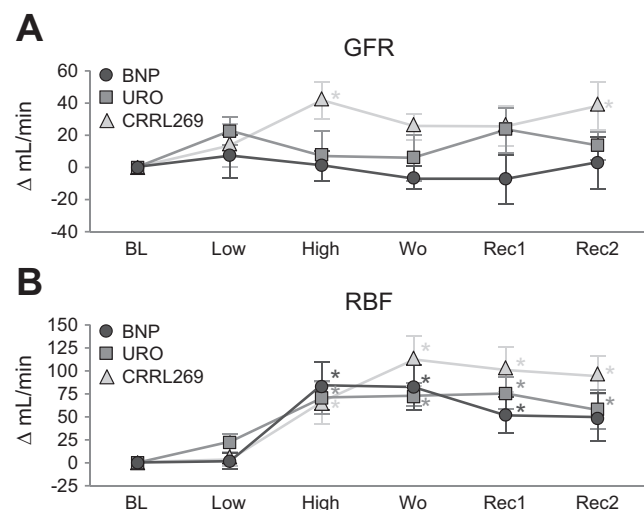 A
GFR
BNP
URO
CRRL269
Δ mL/min
60
40
20
0
-20
-40
*
*
BL Low High Wo Rec1 Rec2
B
RBF
BNP
URO
CRRL269
Δ mL/min
150
125
100
75
50
25
0
-25
*
*
*
*
*
*
*
*
*
*
*
BL Low High Wo Rec1 Rec2